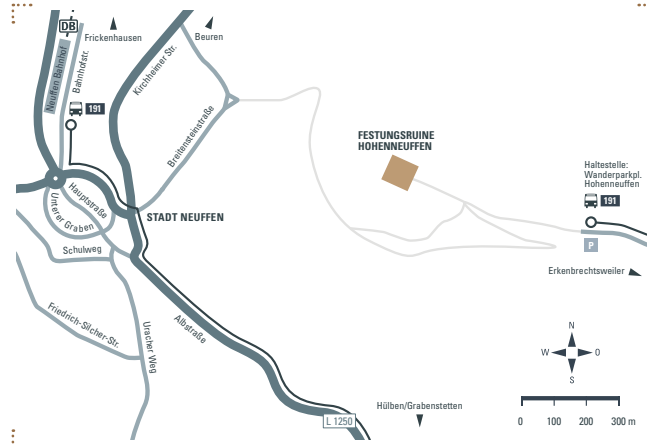 DB
Frickenhausen
Beuren
Neuffen Bahnhof
Bahnhofstr.
Kirchheimer Str.
191
Breitensteinstraße
FESTUNGSRUINE
HOHENNEUFFEN
Haltestelle:
Wanderparkpl.
Hohenneuffen
191
Hauptstraße
Unterer Graben
STADT NEUFFEN
P
Schulweg
Erkenbrechtsweiler
Friedrich-Silcher-Str.
Uracher Weg
Albstraße
N
W
O
S
Hülben/Grabenstetten
L 1250
0 100 200 300 m